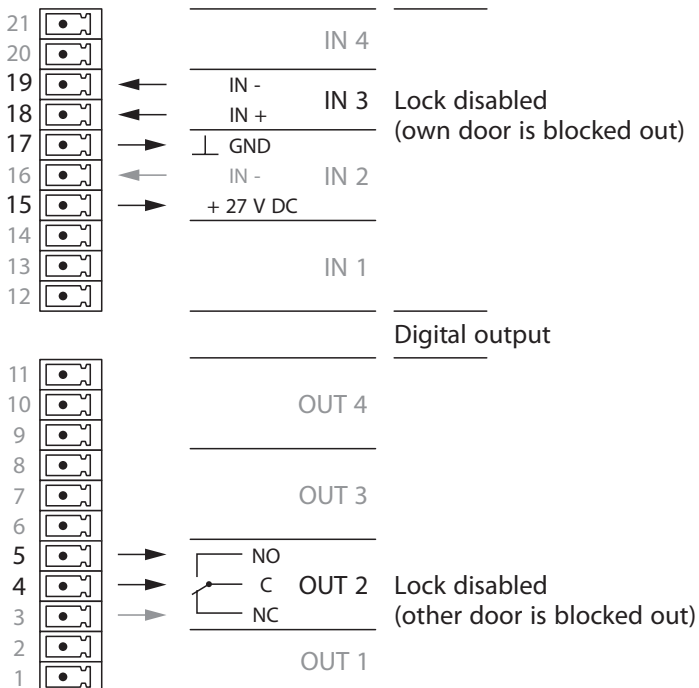 21
20 IN 4
19 IN -
18 IN + IN 3 Lock disabled
(own door is blocked out)
17 GND
16 IN - IN 2
15 + 27 V DC
14
13 IN 1
12
Digital output
11
10 OUT 4
9
8
7 OUT 3
6
5 NO
4 C OUT 2 Lock disabled
3 NC (other door is blocked out)
2
1 OUT 1